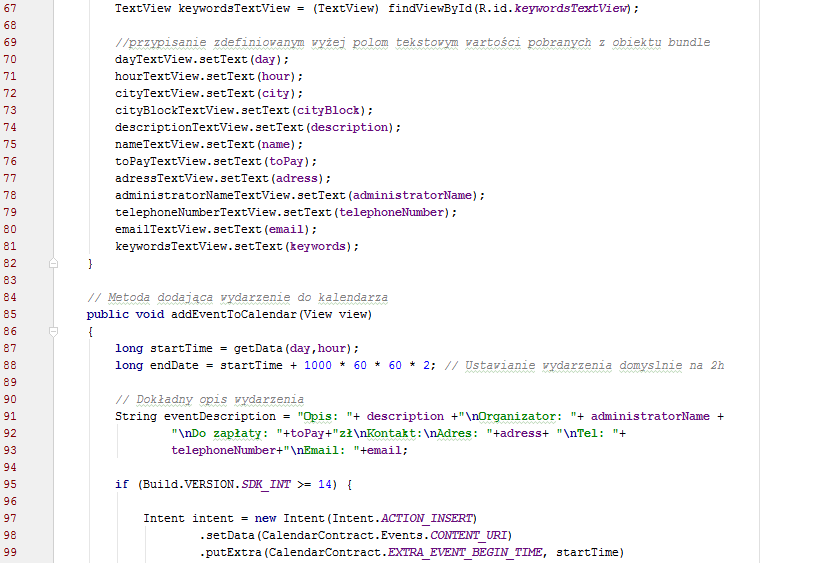 67 TextView keywordsTextView = (TextView) findViewById(R.id.keywordsTextView);
68
69 //przypisanie zdefiniowanym wyżej polom tekstowym wartości pobranych z obiektu bundle
70 dayTextView.setText(day);
71 hourTextView.setText(hour);
72 cityTextView.setText(city);
73 cityBlockTextView.setText(cityBlock);
74 descriptionTextView.setText(description);
75 nameTextView.setText(name);
76 toPayTextView.setText(toPay);
77 adressTextView.setText(adress);
78 administratorNameTextView.setText(administratorName);
79 telephoneNumberTextView.setText(telephoneNumber);
80 emailTextView.setText(email);
81 keywordsTextView.setText(keywords);
82 }
83
84 // Metoda dodająca wydarzenie do kalendarza
85 public void addEventToCalendar(View view)
86 {
87 long startTime = getData(day,hour);
88 long endDate = startTime + 1000 * 60 * 60 * 2; // Ustawianie wydarzenia domyslnie na 2h
89
90 // Dokładny opis wydarzenia
91 String eventDescription = "Opis: "+ description +"\nOrganizator: "+ administratorName +
92 "\nDo zapłaty: "+toPay+"zł\nKontakt:\nAdres: "+adress+ "\nTel: "+
93 telephoneNumber+"\nEmail: "+email;
94
95 if (Build.VERSION.SDK_INT >= 14) {
96
97 Intent intent = new Intent(Intent.ACTION_INSERT)
98 .setData(CalendarContract.Events.CONTENT_URI)
99 .putExtra(CalendarContract.EXTRA_EVENT_BEGIN_TIME, startTime)